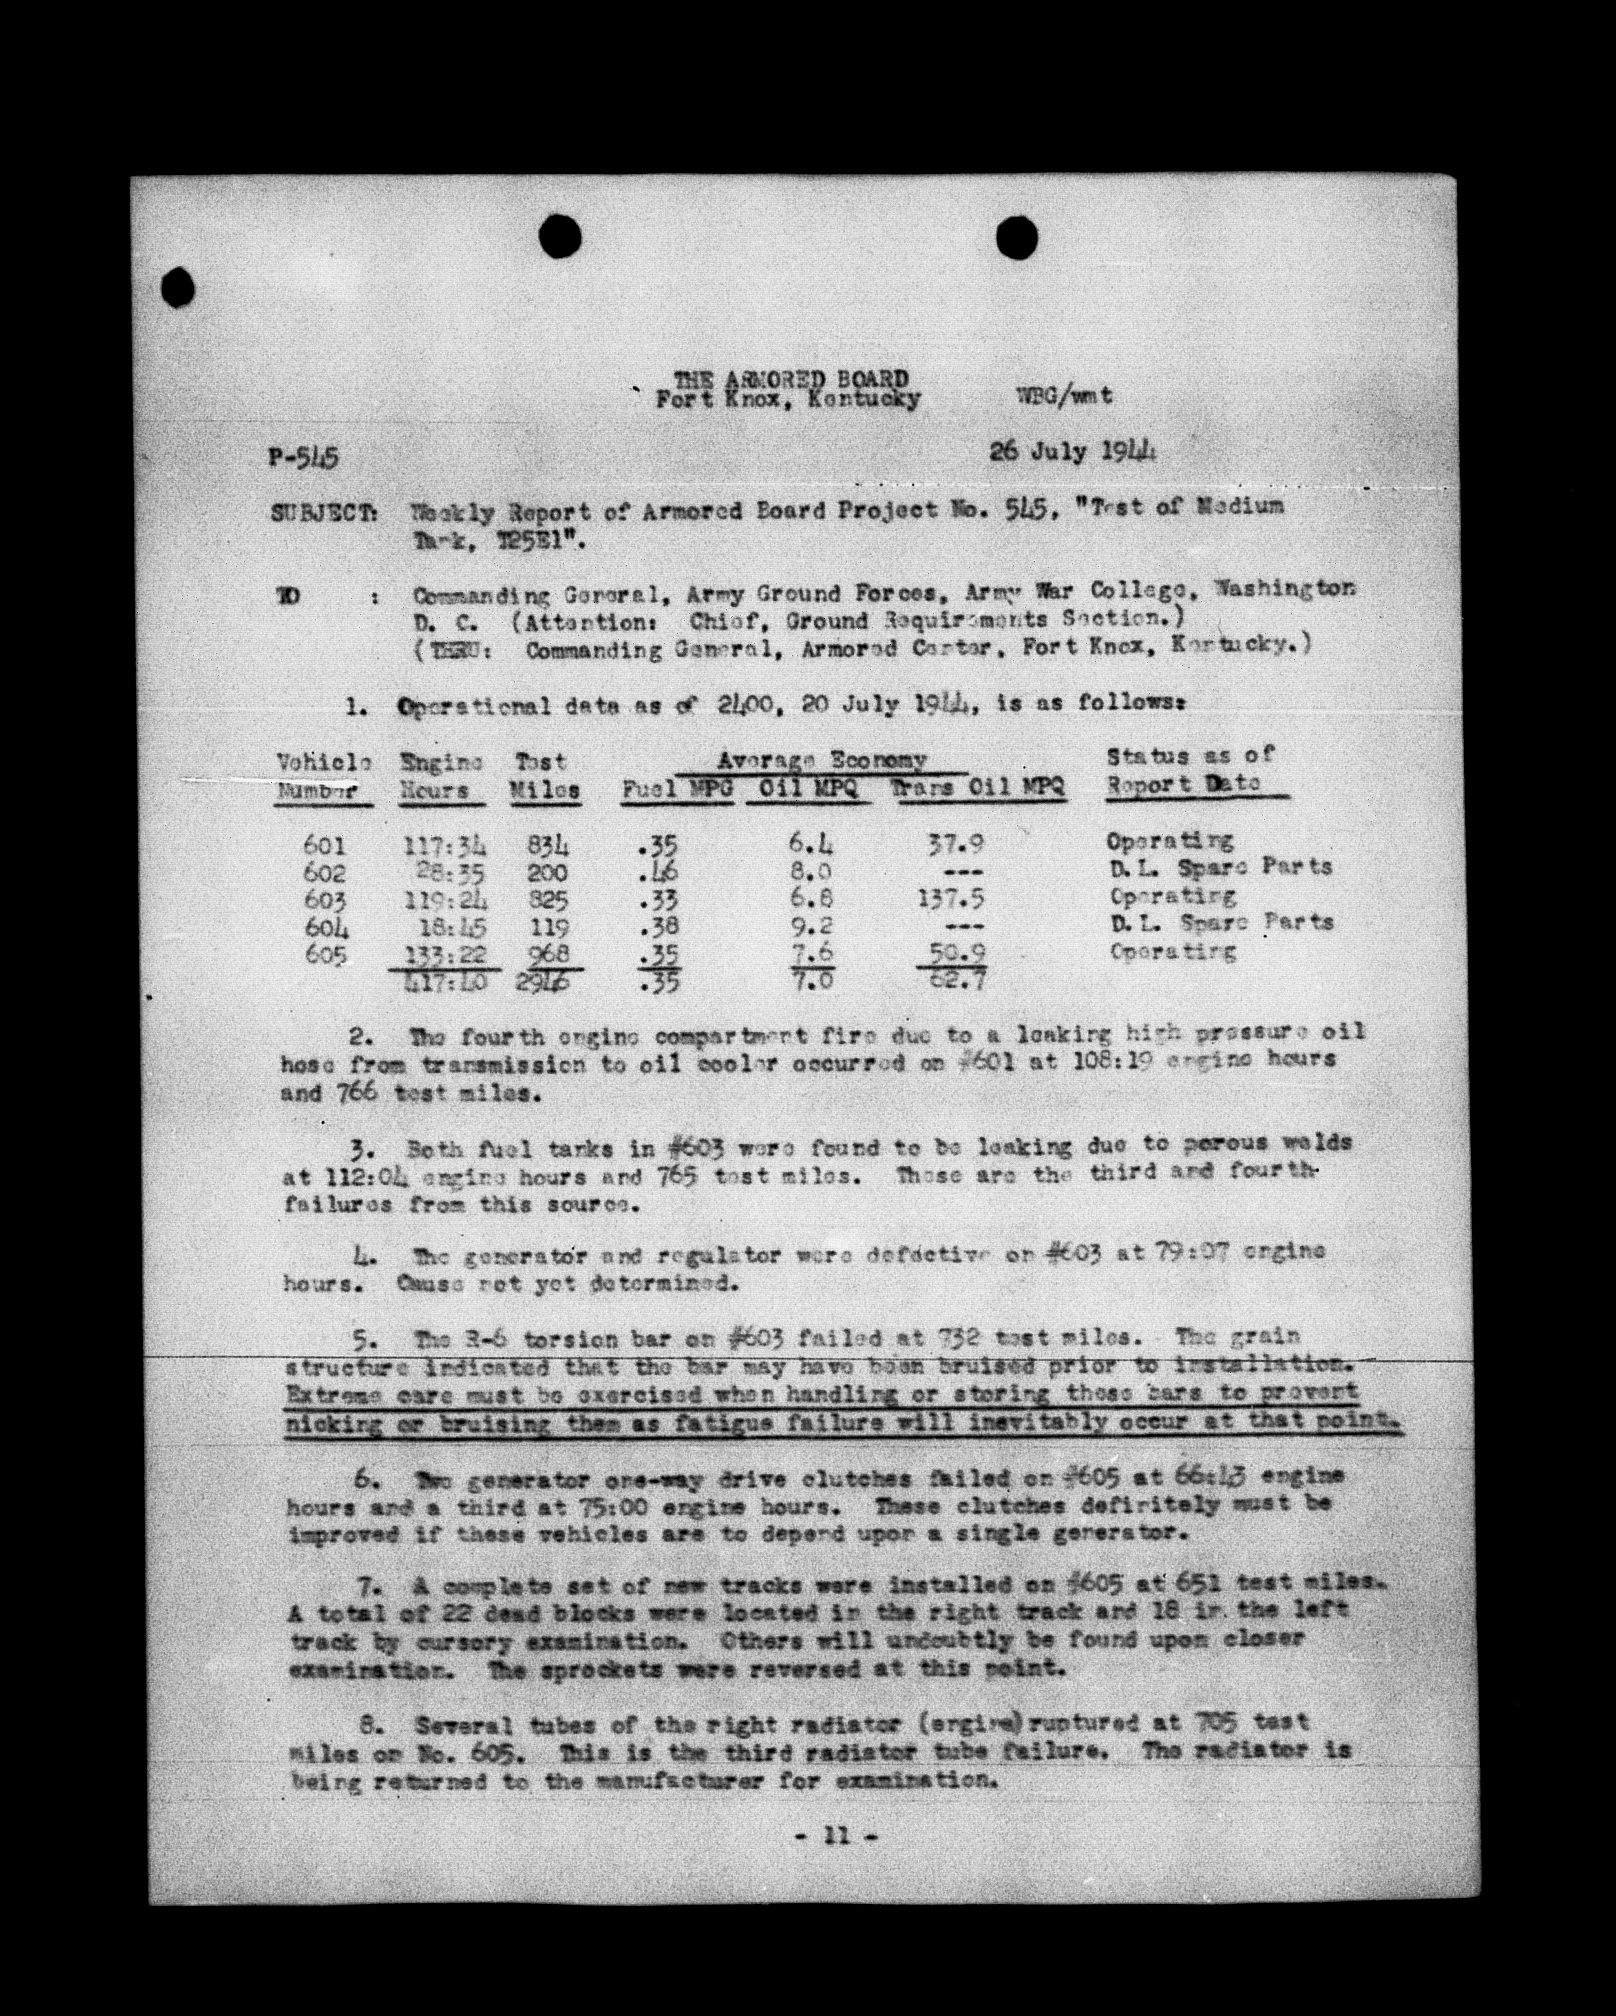 THE ARMORED BOARD
Fort Knox, Kentucky WBG/wmt
P-545 26 July 1944
SUBJECT: Weekly Report of Armored Board Project No. 545, "Test of Medium
Tank, T25E1".
TO : Commanding General, Army Ground Forces, Army War College, Washington
D. C. (Attention: Chief, Ground Requirements Section.)
(THRU: Commanding General, Armored Center, Fort Knox, Kentucky.)
1. Operational data as of 2400, 20 July 1944, is as follows:
Vehicle Engine Test Average Economy Status as of
Number Hours Miles Fuel MPG Oil MPQ Trans Oil MPQ Report Date
601 117:34 834 .35 6.4 37.9 Operating
602 28:35 200 .46 8.0 --- D.L. Spare Parts
603 119:24 825 .33 6.8 137.5 Operating
604 18:45 119 .38 9.2 --- D.L. Spare Parts
605 133:22 968 .35 7.6 50.9 Operating
417:40 2946 .35 7.0 62.7
2. The fourth engine compartment fire due to a leaking high pressure oil
hose from transmission to oil cooler occurred on #601 at 108:19 engine hours
and 766 test miles.
3. Both fuel tanks in #603 were found to be leaking due to porous welds
at 112:04 engine hours and 765 test miles. These are the third and fourth
failures from this source.
4. The generator and regulator were defective on #603 at 79:07 engine
hours. Cause not yet determined.
5. The R-6 torsion bar on #603 failed at 732 test miles. The grain
structure indicated that the bar may have been bruised prior to installation.
Extreme care must be exercised when handling or storing these bars to prevent
nicking or bruising them as fatigue failure will inevitably occur at that point.
6. Two generator one-way drive clutches failed on #605 at 66:43 engine
hours and a third at 75:00 engine hours. These clutches definitely must be
improved if these vehicles are to depend upon a single generator.
7. A complete set of new tracks were installed on #605 at 651 test miles.
A total of 22 dead blocks were located in the right track and 18 in the left
track by cursory examination. Others will undoubtly be found upon closer
examination. The sprockets were reversed at this point.
8. Several tubes of the right radiator (engine) ruptured at 705 test
miles on No. 605. This is the third radiator tube failure. The radiator is
being returned to the manufacturer for examination.
- 11 -